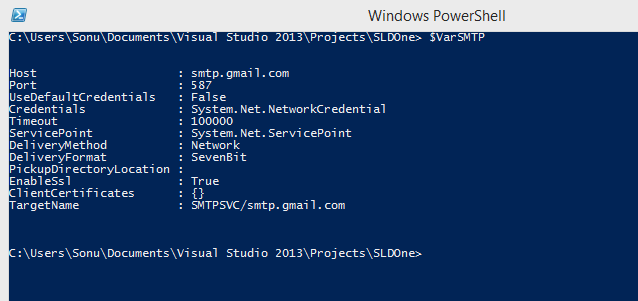 Windows PowerShell
C:\Users\Sonu\Documents\Visual Studio 2013\Projects\SLDOne> $VarSMTP
Host : smtp.gmail.com
Port : 587
UseDefaultCredentials : False
Credentials : System.Net.NetworkCredential
Timeout : 100000
ServicePoint : System.Net.ServicePoint
DeliveryMethod : Network
DeliveryFormat : SevenBit
PickupDirectoryLocation :
EnableSsl : True
ClientCertificates : {}
TargetName : SMTPSVC/smtp.gmail.com
C:\Users\Sonu\Documents\Visual Studio 2013\Projects\SLDOne>